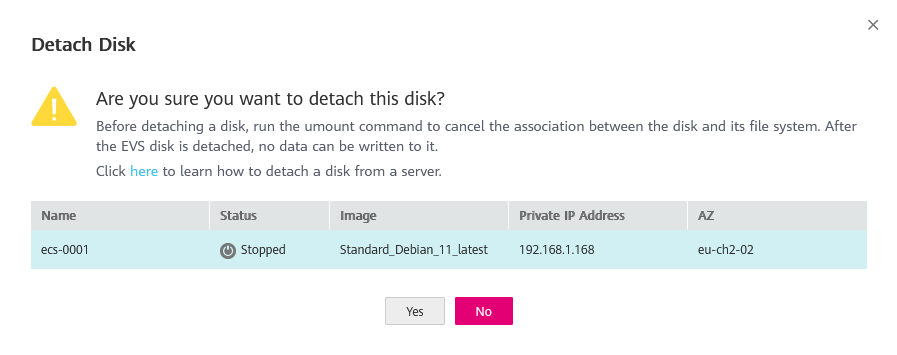 Detach Disk
Are you sure you want to detach this disk?
Before detaching a disk, run the umount command to cancel the association between the disk and its file system. After
the EVS disk is detached, no data can be written to it.
Click here to learn how to detach a disk from a server.
Name Status Image Private IP Address AZ
ecs-0001 Stopped Standard_Debian_11_latest 192.168.1.168 eu-ch2-02
Yes No